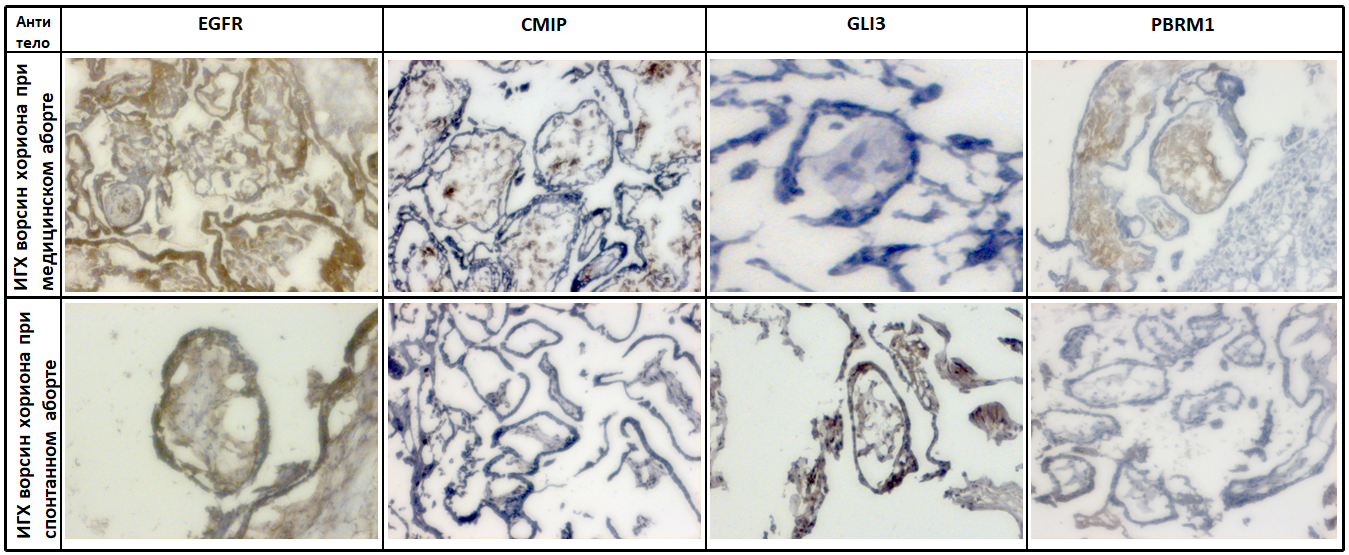 Анти
тело
EGFR
CMIP
GLI3
PBRM1
ИГХ ворсин хориона при
медицинском аборте
ИГХ ворсин хориона при
спонтанном аборте